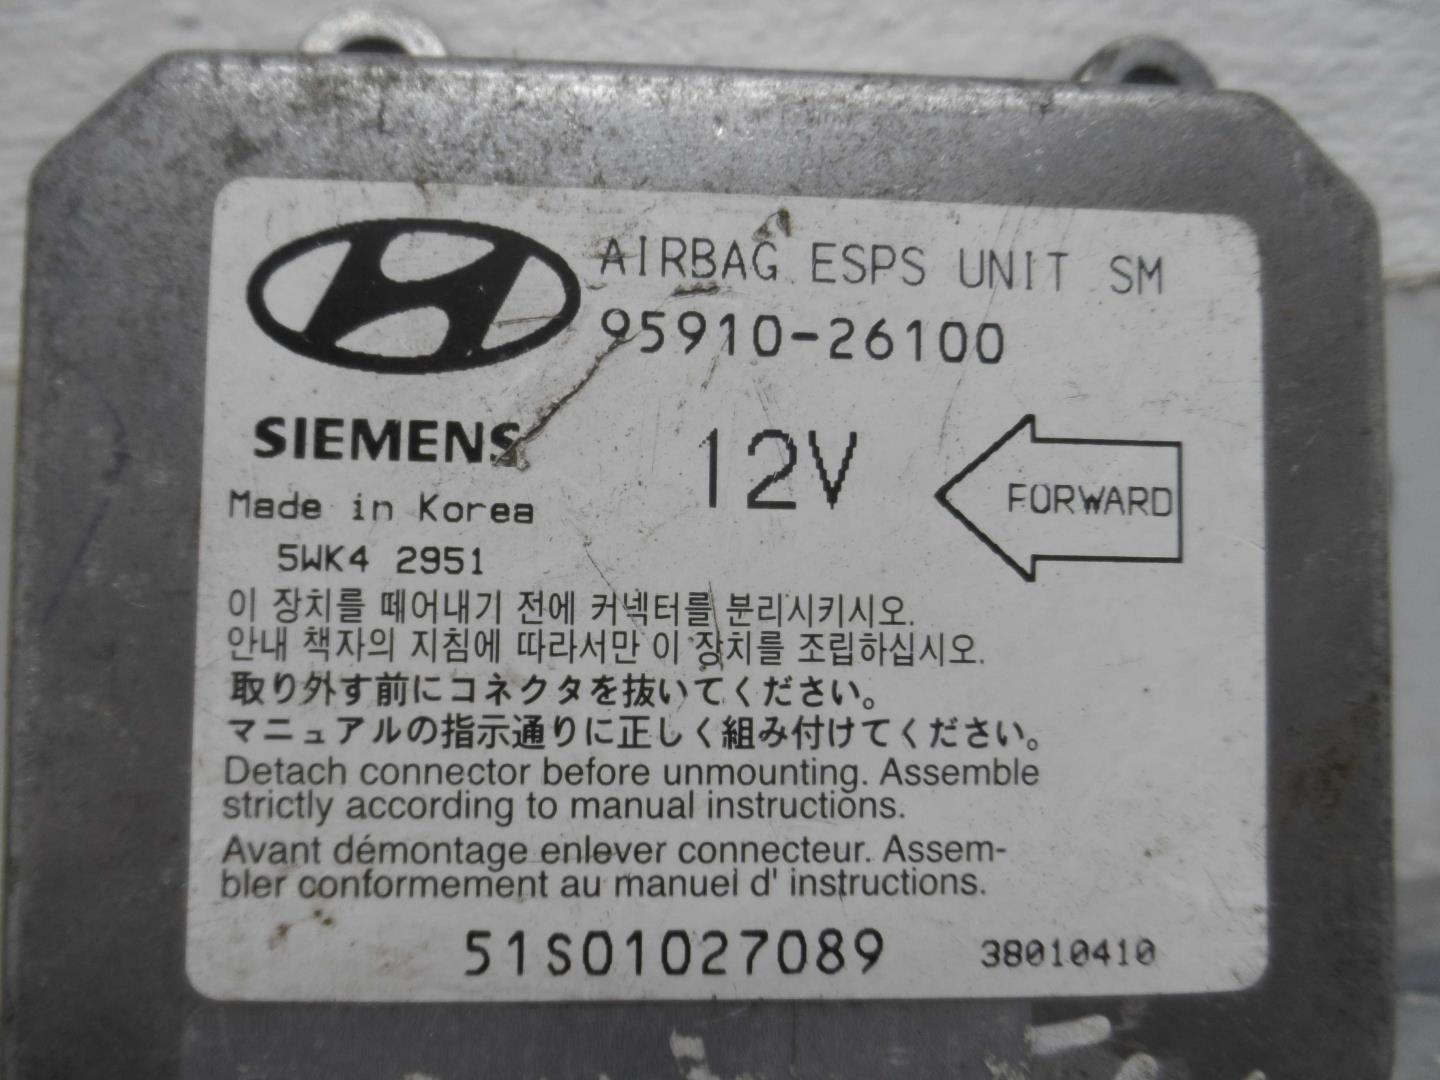 AIRBAG ESPS UNIT SM
95910-26100
SIEMENS
12V
FORWARD
Made in Korea
5WK4 2951
이 장치를 떼어내기 전에 커넥터를 분리시키시오.
안내 책자의 지침에 따라서만 이 장치를 조립하십시오.
取り外す前にコネクタを抜いてください。
マニュアルの指示通りに正しく組み付けてください。
Detach connector before unmounting. Assemble
strictly according to manual instructions.
Avant démontage enlever connecteur. Assem-
bler conformement au manuel d' instructions.
51S01027089
38010410